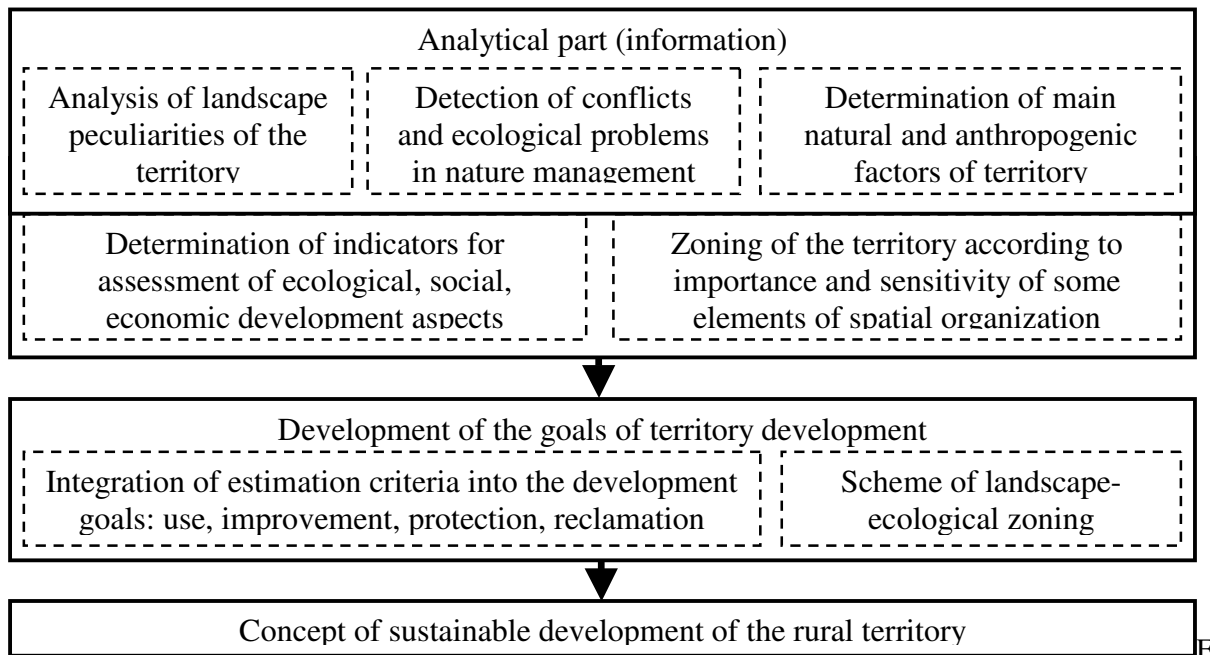 Analytical part (information)
Analysis of landscape
peculiarities of the
territory
Detection of conflicts
and ecological problems
in nature management
Determination of main
natural and anthropogenic
factors of territory
Determination of indicators for
assessment of ecological, social,
economic development aspects
Zoning of the territory according to
importance and sensitivity of some
elements of spatial organization
Development of the goals of territory development
Integration of estimation criteria into the development
goals: use, improvement, protection, reclamation
Scheme of landscape-
ecological zoning
Concept of sustainable development of the rural territory